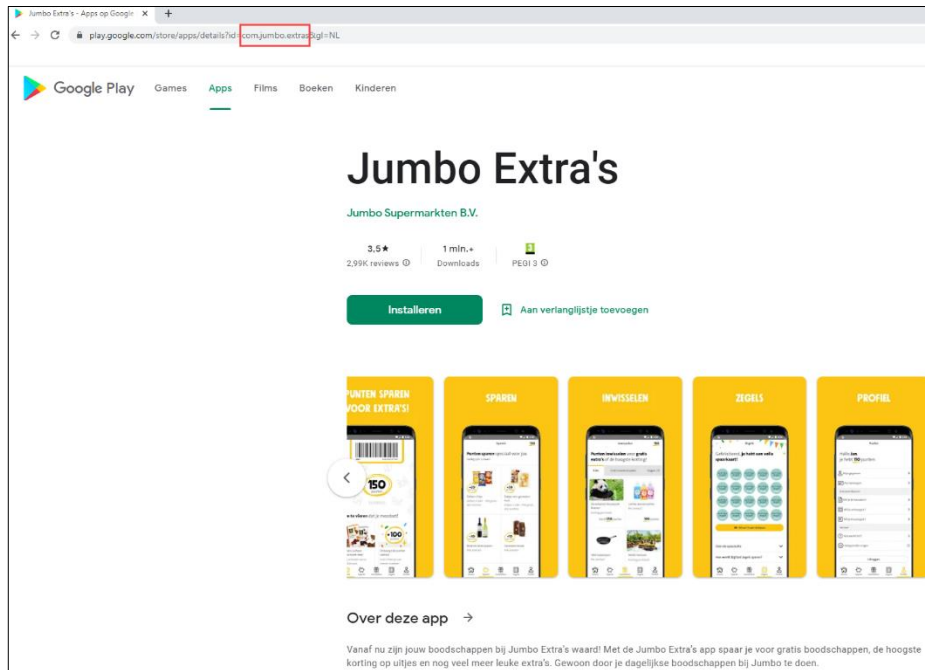 Jumbo Extra's - Apps op Google
play.google.com/store/apps/details?id=com.jumbo.extras&gl=NL
Google Play Games Apps Films Boeken Kinderen
Jumbo Extra's
Jumbo Supermarkten B.V.
3,5★ 1 mln.+ 3
2,99K reviews Downloads PEGI 3
Installeren Aan verlanglijstje toevoegen
PUNTEN SPAREN
VOOR EXTRA'S!
SPAREN
INWISSELEN
ZEGELS
PROFIEL
150
+100
Over deze app →
Vanaf nu zijn jouw boodschappen bij Jumbo Extra's waard! Met de Jumbo Extra's app spaar je voor gratis boodschappen, de hoogste
korting op uitjes en nog veel meer leuke extra's. Gewoon door je dagelijkse boodschappen bij Jumbo te doen.